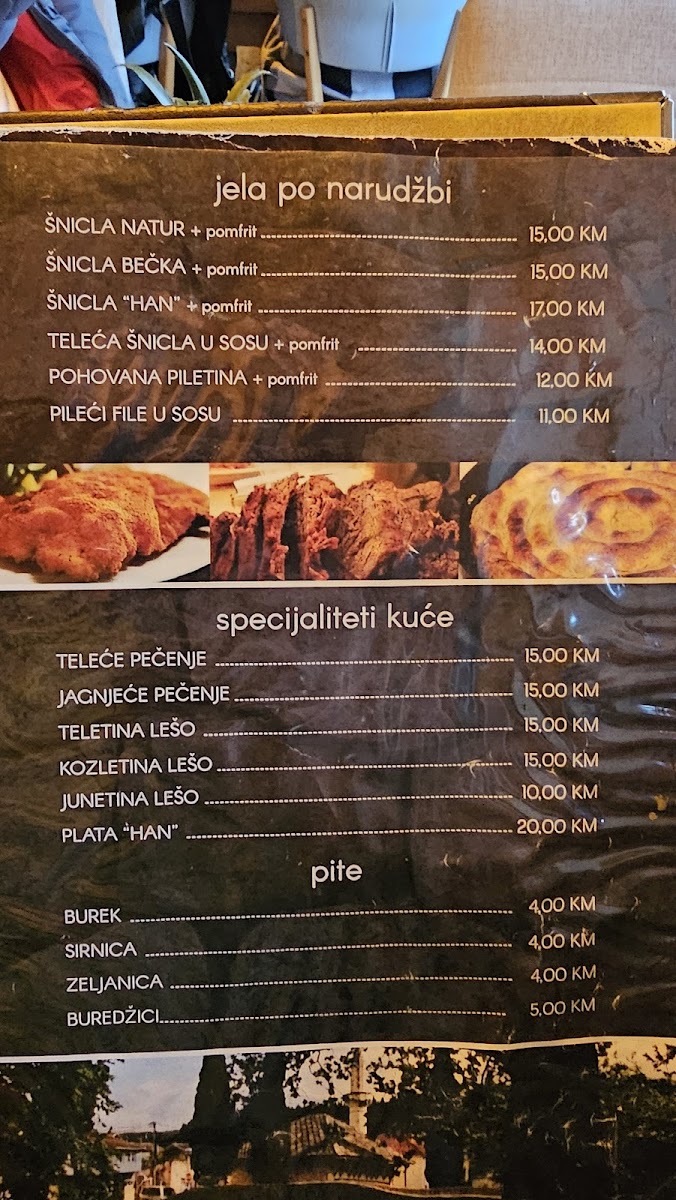 jela po narudžbi
ŠNICLA NATUR + pomfrit 15,00 KM
ŠNICLA BEČKA + pomfrit 15,00 KM
ŠNICLA "HAN" + pomfrit 17,00 KM
TELEĆA ŠNICLA U SOSU + pomfrit 14,00 KM
POHOVANA PILETINA + pomfrit 12,00 KM
PILEĆI FILE U SOSU 11,00 KM
specijaliteti kuće
TELEĆE PEČENJE 15,00 KM
JAGNJEĆE PEČENJE 15,00 KM
TELETINA LEŠO 15,00 KM
KOZLETINA LEŠO 15,00 KM
JUNETINA LEŠO 10,00 KM
PLATA "HAN" 20,00 KM
pite
BUREK 4,00 KM
SIRNICA 4,00 KM
ZELJANICA 4,00 KM
BUREDŽICI 5,00 KM